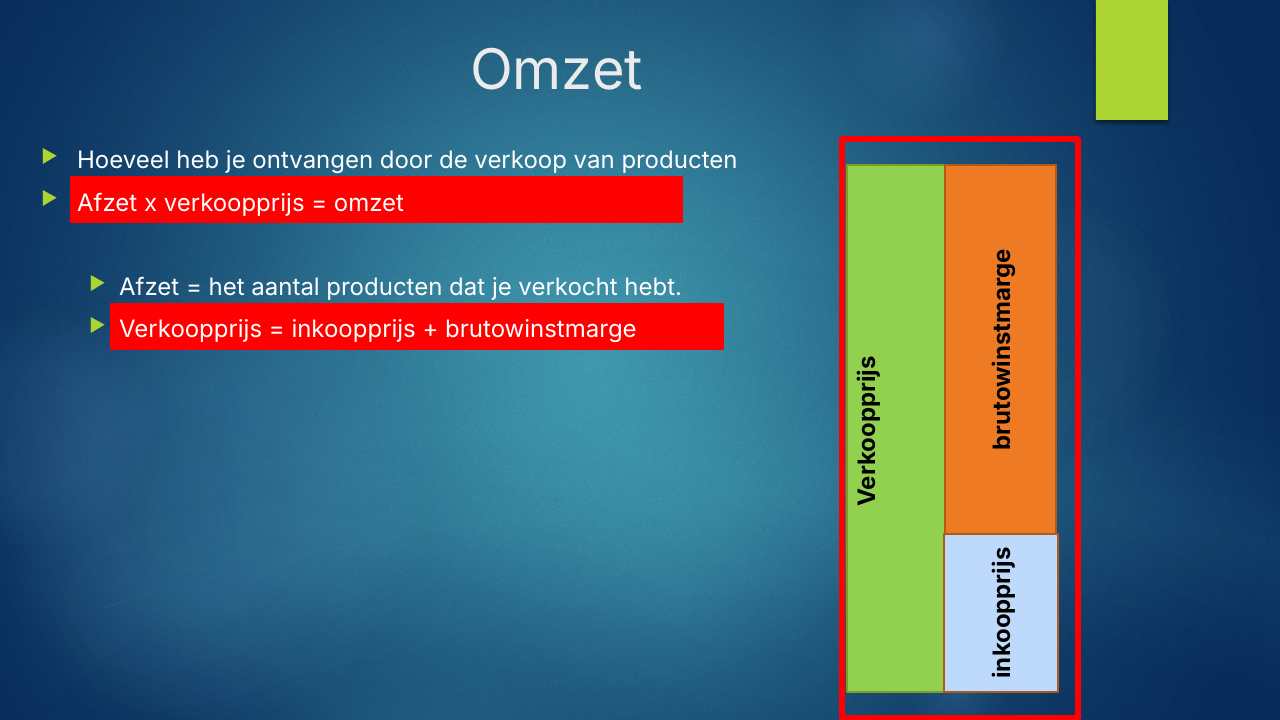 Omzet
Hoeveel heb je ontvangen door de verkoop van producten
Afzet x verkoopprijs = omzet
Afzet = het aantal producten dat je verkocht hebt.
Verkoopprijs = inkoopprijs + brutowinstmarge
Verkoopprijs
brutowinstmarge
inkoopprijs